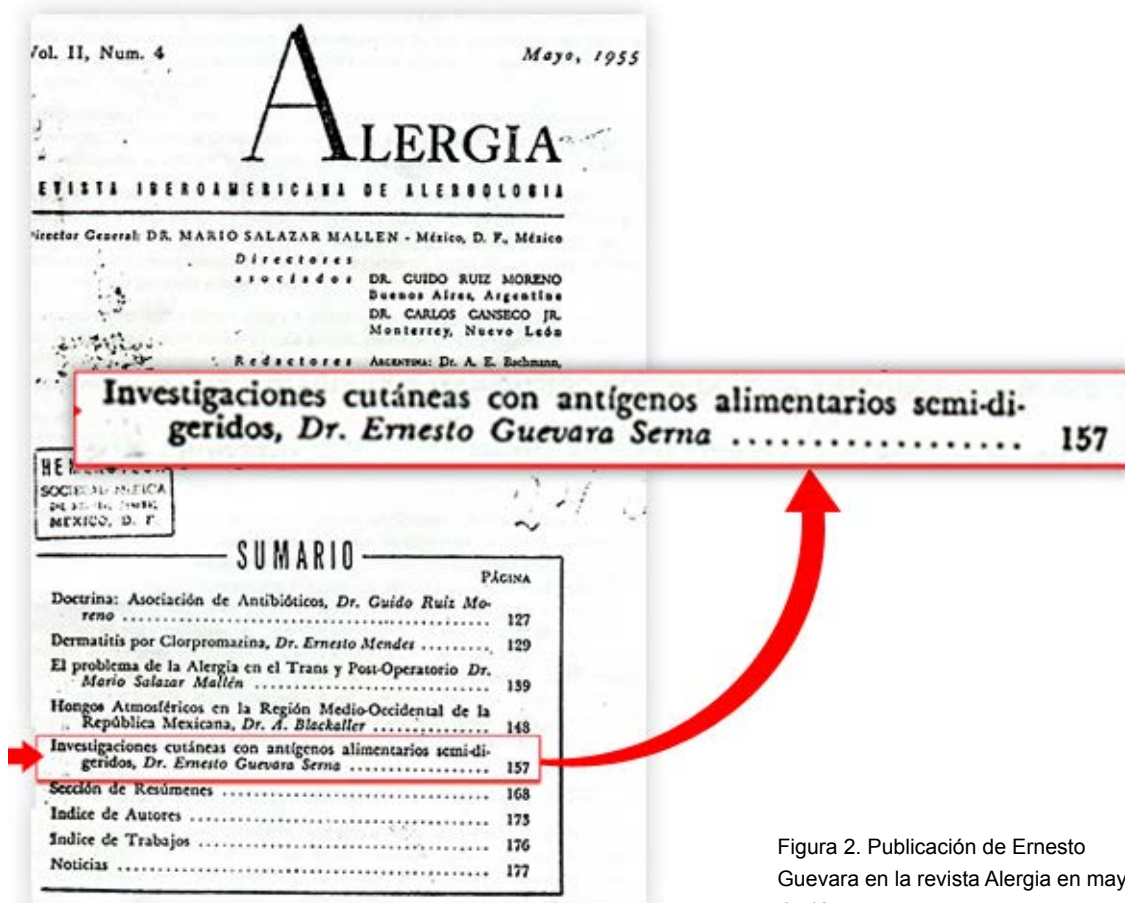 Vol. II, Num. 4
Mayo, 1955
ALERGIA
REVISTA IBEROAMERICANA DE ALERGOLOGIA
Director General: DR. MARIO SALAZAR MALLEN - México, D. F., México
Directores
asociados DR. GUIDO RUIZ MORENO
Buenos Aires, Argentina
DR. CARLOS CANSECO JR.
Monterrey, Nuevo León
Redactores ARGENTINA: Dr. A. E. Bachmann,
Investigaciones cutáneas con antígenos alimentarios semi-di-
geridos, Dr. Ernesto Guevara Serna .................. 157
SOCIEDAD MEDICA
MEXICO, D. F.
SUMARIO
PÁGINA
Doctrina: Asociación de Antibióticos, Dr. Guido Ruiz Mo-
reno ................................................ 127
Dermatitis por Clorpromazina, Dr. Ernesto Mendes .......... 129
El problema de la Alergia en el Trans y Post-Operatorio Dr.
Mario Salazar Mallén .............................. 139
Hongos Atmosféricos en la Región Medio-Occidental de la
República Mexicana, Dr. A. Blackaller ............... 148
Investigaciones cutáneas con antígenos alimentarios semi-di-
geridos, Dr. Ernesto Guevara Serna .................. 157
Sección de Resúmenes .................................. 168
Indice de Autores ...................................... 173
Indice de Trabajos ..................................... 176
Noticias ............................................... 177
Figura 2. Publicación de Ernesto
Guevara en la revista Alergia en may